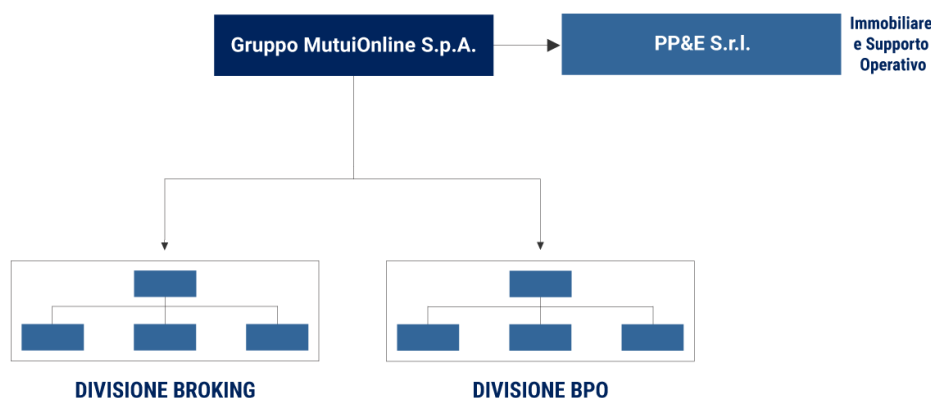 Gruppo MutuiOnline S.p.A.
PP&E S.r.l.
Immobiliare
e Supporto
Operativo
DIVISIONE BROKING
DIVISIONE BPO